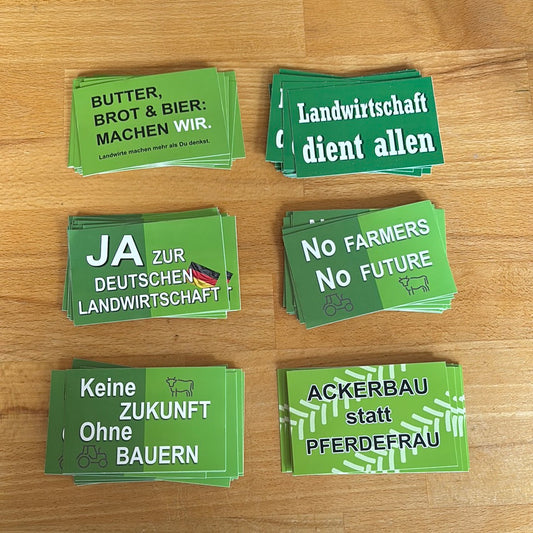 BUTTER,
BROT & BIER:
MACHEN WIR.
Landwirte machen mehr als Du denkst.
Landwirtschaft
dient allen
JA ZUR
DEUTSCHEN
LANDWIRTSCHAFT
No FARMERS
No FUTURE
Keine
ZUKUNFT
Ohne
BAUERN
ACKERBAU
statt
PFERDEFRAU